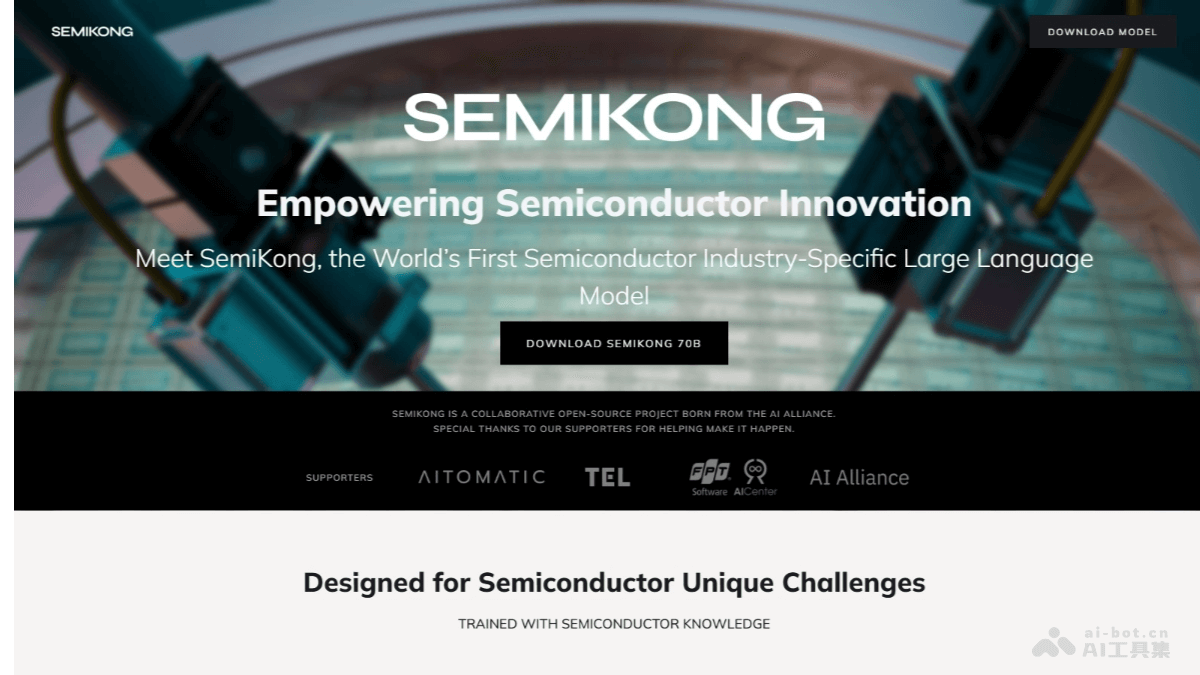 SEMIKONG
DOWNLOAD MODEL
SEMIKONG
Empowering Semiconductor Innovation
Meet SemiKong, the World's First Semiconductor Industry-Specific Large Language
Model
DOWNLOAD SEMIKONG 70B
SEMIKONG IS A COLLABORATIVE OPEN-SOURCE PROJECT BORN FROM THE AI ALLIANCE.
SPECIAL THANKS TO OUR SUPPORTERS FOR HELPING MAKE IT HAPPEN.
SUPPORTERS
AITOMATIC
TEL
FPT.
Software AICenter
AI Alliance
Designed for Semiconductor Unique Challenges
TRAINED WITH SEMICONDUCTOR KNOWLEDGE
ai-bot.cn
AI工具集